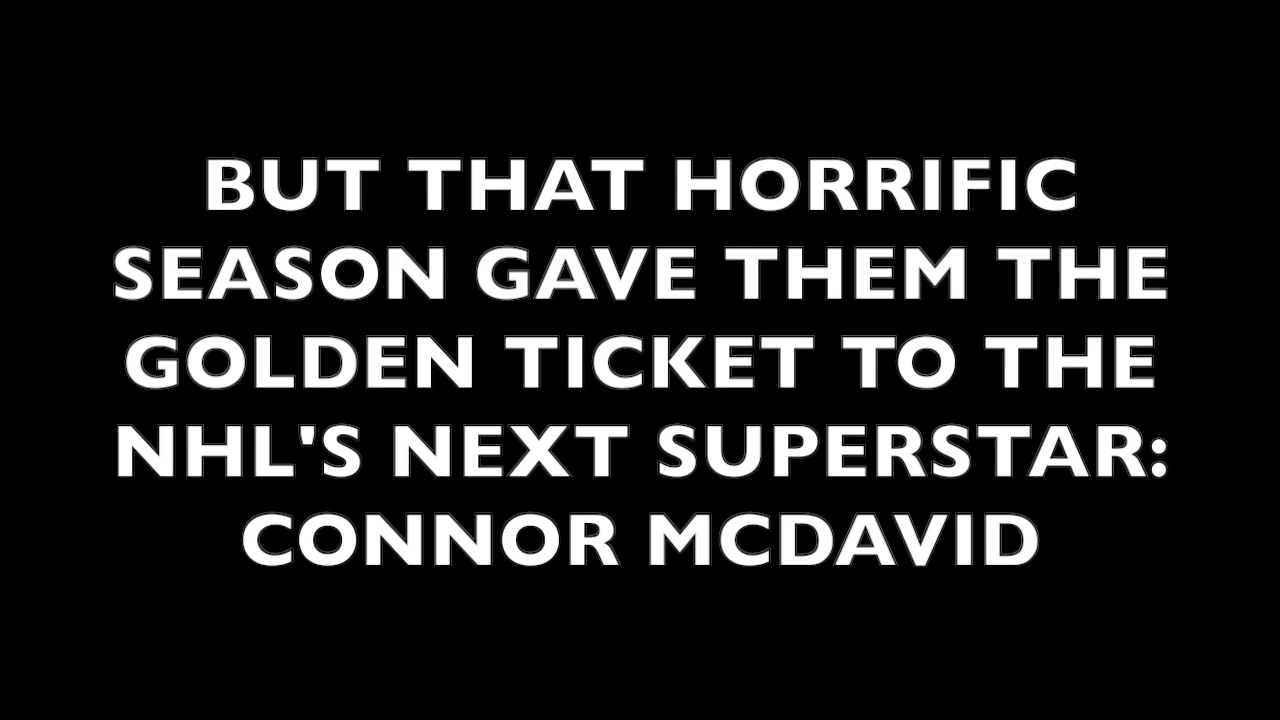 BUT THAT HORRIFIC
SEASON GAVE THEM THE
GOLDEN TICKET TO THE
NHL'S NEXT SUPERSTAR:
CONNOR MCDAVID